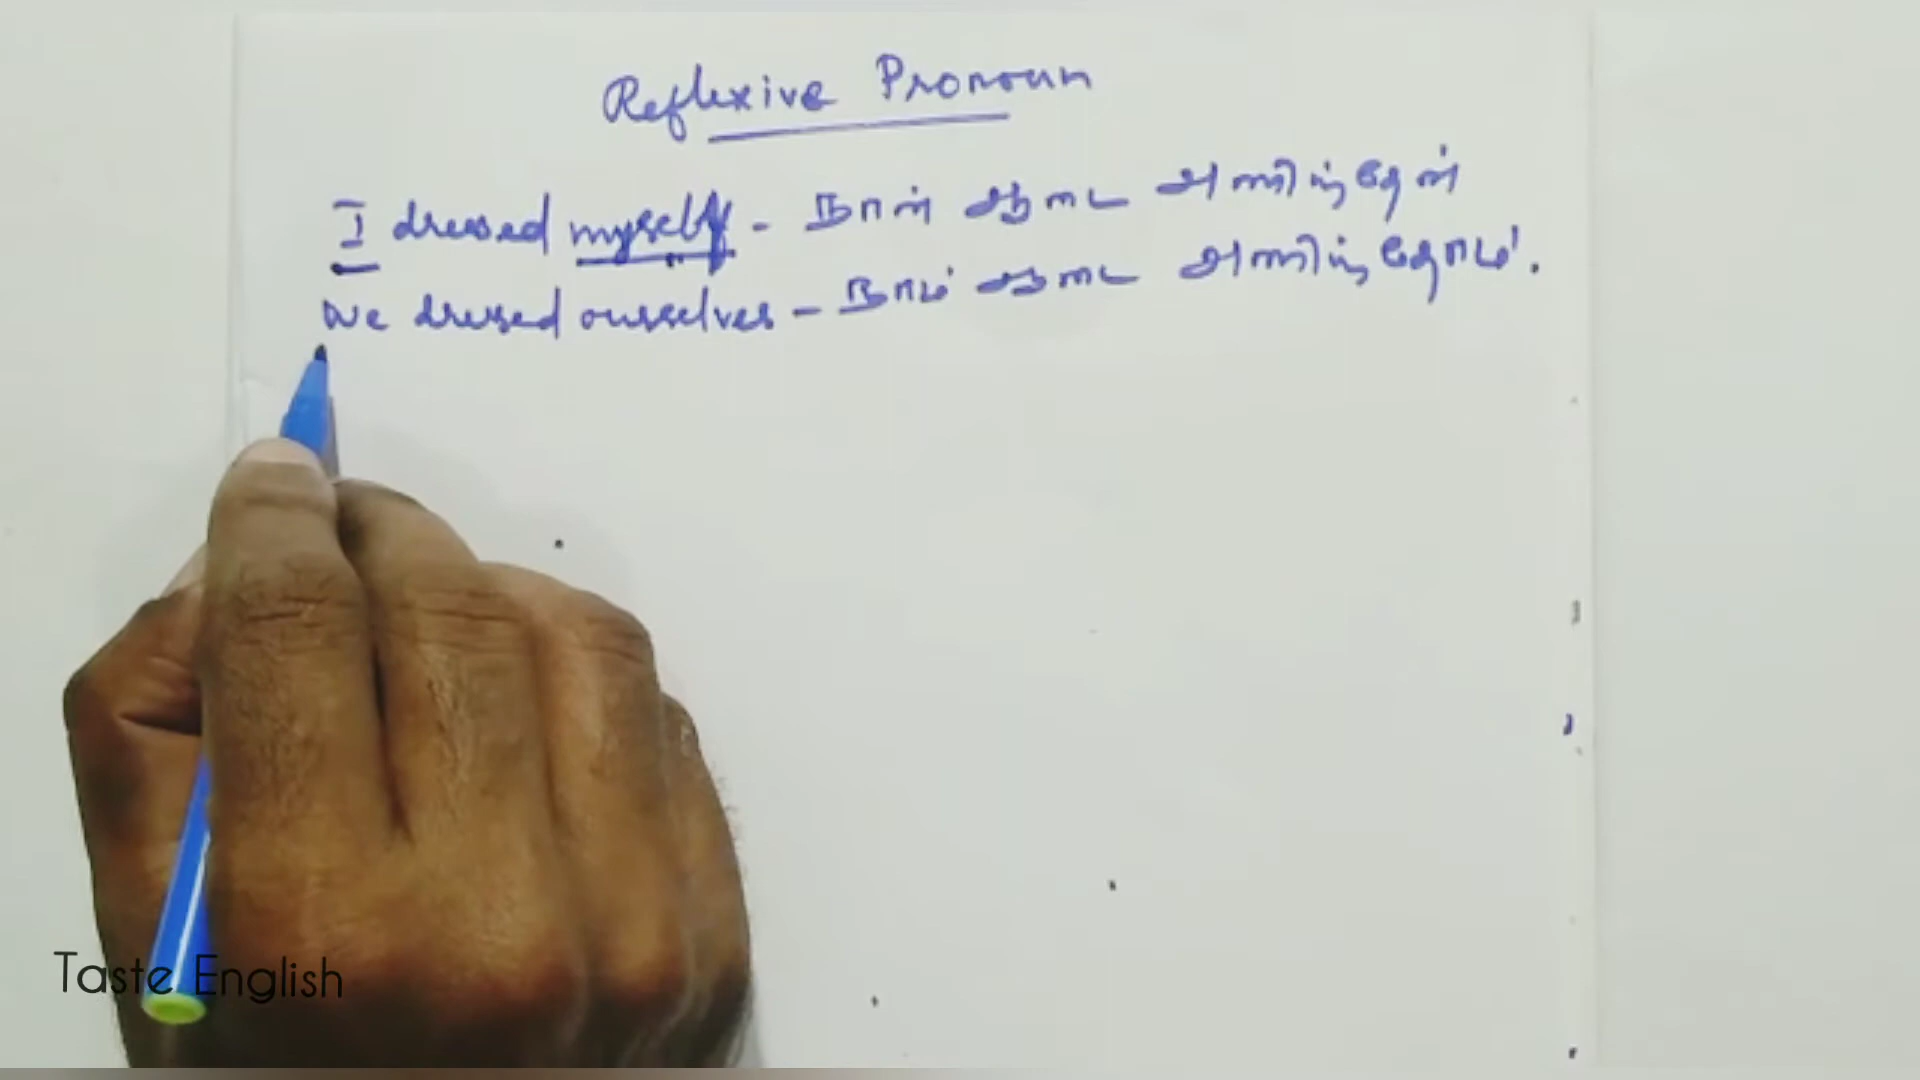 Reflexive Pronoun
I dressed myself - நான் ஆடை அணிந்தேன்
We dressed ourselves - நாம் ஆடை அணிந்தோம்.
Taste English